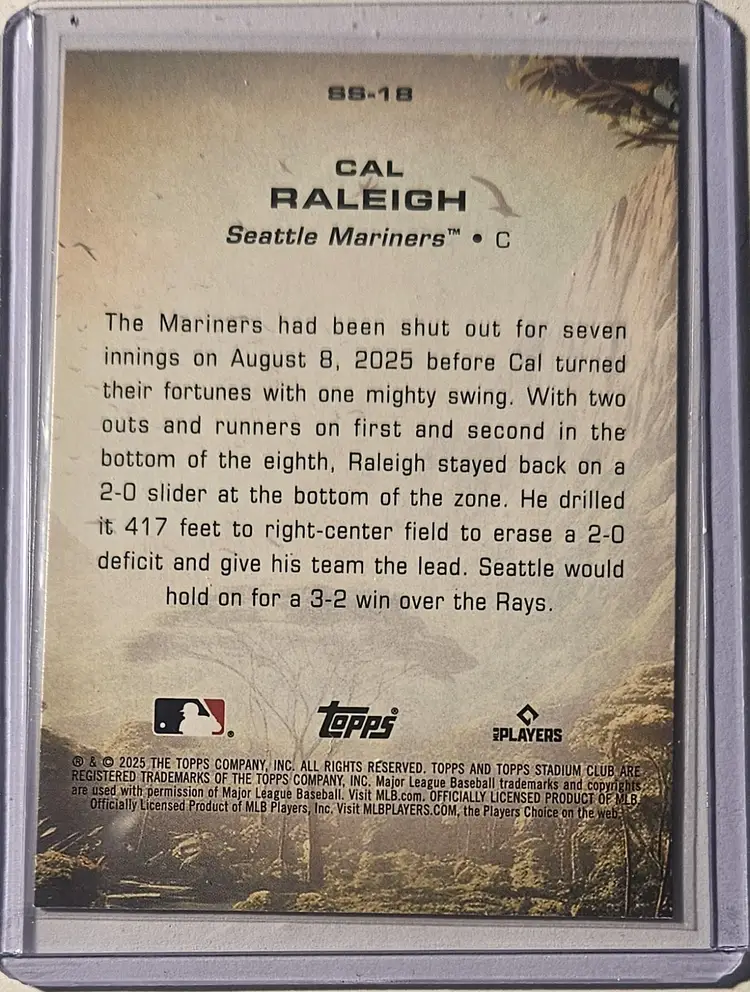 SS-18
CAL
RALEIGH
Seattle Mariners™ • C
The Mariners had been shut out for seven
innings on August 8, 2025 before Cal turned
their fortunes with one mighty swing. With two
outs and runners on first and second in the
bottom of the eighth, Raleigh stayed back on a
2-0 slider at the bottom of the zone. He drilled
it 417 feet to right-center field to erase a 2-0
deficit and give his team the lead. Seattle would
hold on for a 3-2 win over the Rays.
® topps® MLB PLAYERS
® & © 2025 THE TOPPS COMPANY, INC. ALL RIGHTS RESERVED. TOPPS AND TOPPS STADIUM CLUB ARE
REGISTERED TRADEMARKS OF THE TOPPS COMPANY, INC. Major League Baseball trademarks and copyrights
are used with permission of Major League Baseball. Visit MLB.com. OFFICIALLY LICENSED PRODUCT OF MLB
Officially Licensed Product of MLB Players, Inc. Visit MLBPLAYERS.COM, the Players Choice on the web.